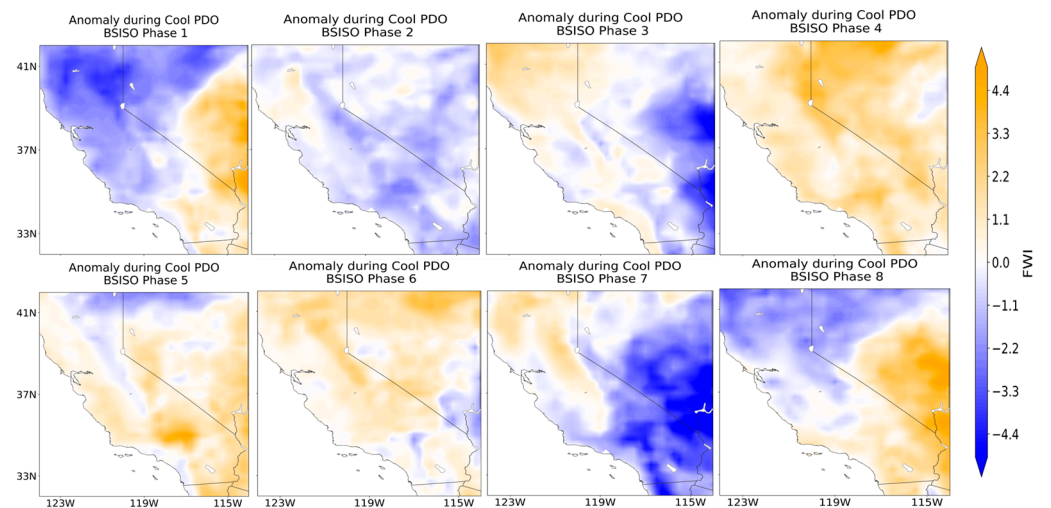 Anomaly during Cool PDO
BSISO Phase 1
Anomaly during Cool PDO
BSISO Phase 2
Anomaly during Cool PDO
BSISO Phase 3
Anomaly during Cool PDO
BSISO Phase 4
41N
37N
33N
Anomaly during Cool PDO
BSISO Phase 5
Anomaly during Cool PDO
BSISO Phase 6
Anomaly during Cool PDO
BSISO Phase 7
Anomaly during Cool PDO
BSISO Phase 8
41N
37N
33N
123W 119W 115W
123W 119W 115W
123W 119W 115W
123W 119W 115W
4.4
3.3
2.2
1.1
0.0
−1.1
−2.2
−3.3
−4.4
FWI